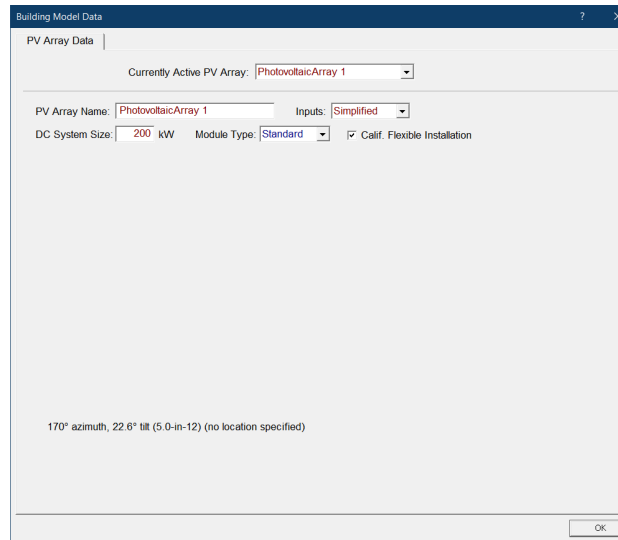 Building Model Data ? X
PV Array Data
Currently Active PV Array: PhotovoltaicArray 1
PV Array Name: PhotovoltaicArray 1 Inputs: Simplified
DC System Size: 200 kW Module Type: Standard Calif. Flexible Installation
170° azimuth, 22.6° tilt (5.0-in-12) (no location specified)
OK